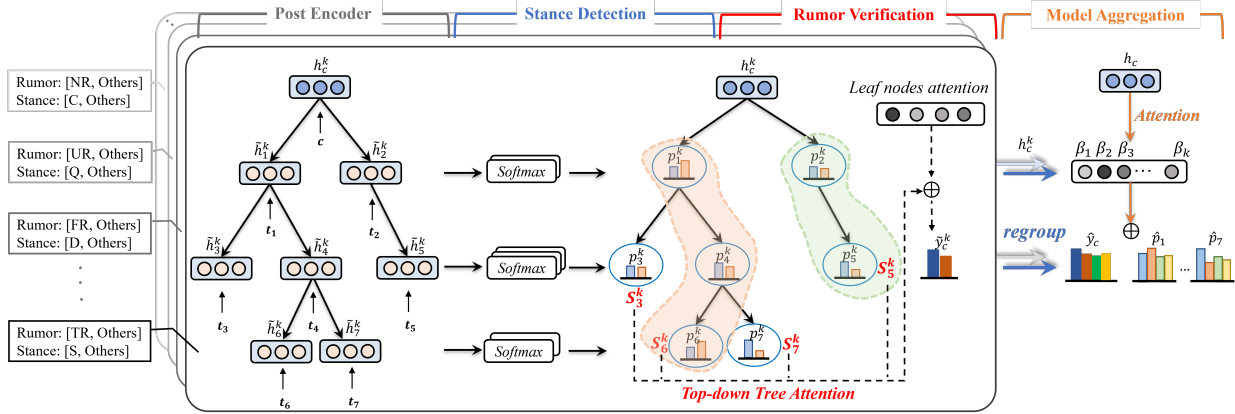 Post Encoder
Stance Detection
Rumor Verification
Model Aggregation
Rumor: [NR, Others]
Stance: [C, Others]
Rumor: [UR, Others]
Stance: [Q, Others]
Rumor: [FR, Others]
Stance: [D, Others]
Rumor: [TR, Others]
Stance: [S, Others]
h_c^k
c
h̃_1^k
h̃_2^k
t_1
t_2
h̃_3^k
h̃_4^k
h̃_5^k
t_3
t_4
t_5
h̃_6^k
h̃_7^k
t_6
t_7
Softmax
Softmax
Softmax
h_c^k
p_1^k
p_2^k
p_3^k
p_4^k
p_5^k
S_3^k
S_5^k
p_6^k
p_7^k
S_6^k
S_7^k
Top-down Tree Attention
Leaf nodes attention
ỹ_c^k
h_c^k
regroup
h_c
Attention
β_1 β_2 β_3 β_k
···
ŷ_c
p̂_1
p̂_7
...